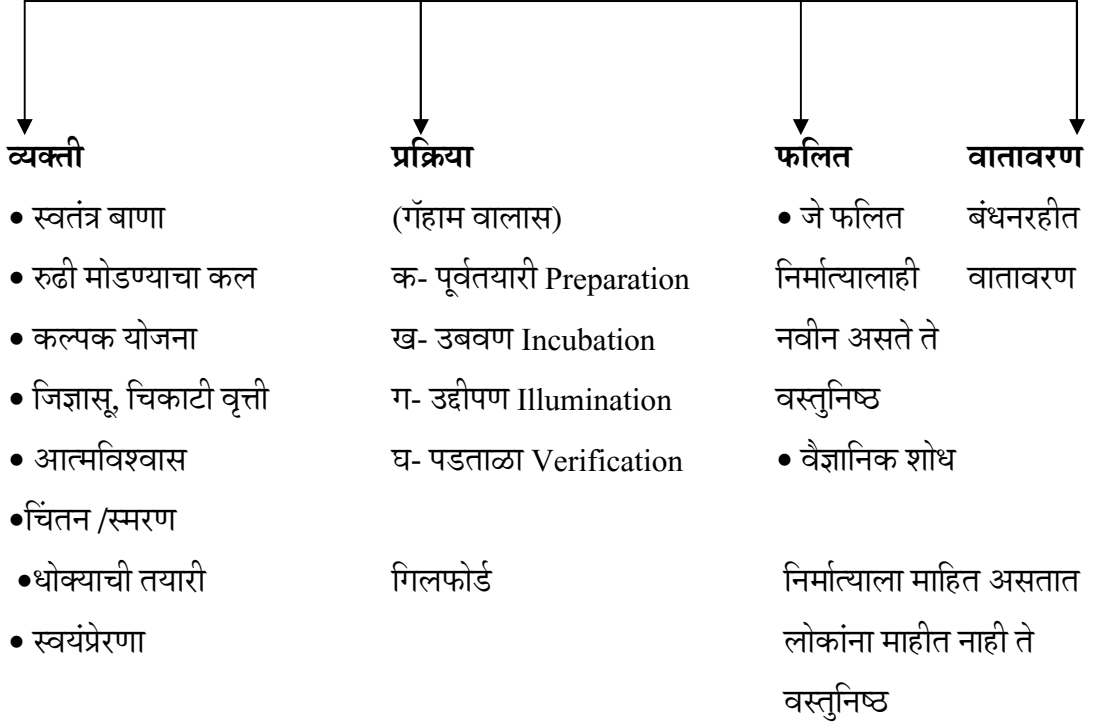 व्यक्ती प्रक्रिया फलित वातावरण
• स्वतंत्र बाणा (गॅहाम वालास) • जे फलित बंधनरहीत
• रुढी मोडण्याचा कल क- पूर्वतयारी Preparation निर्मात्यालाही वातावरण
• कल्पक योजना ख- उबवण Incubation नवीन असते ते
• जिज्ञासू, चिकाटी वृत्ती ग- उद्दीपण Illumination वस्तुनिष्ठ
• आत्मविश्वास घ- पडताळा Verification • वैज्ञानिक शोध
•चिंतन /स्मरण
•धोक्याची तयारी गिलफोर्ड निर्मात्याला माहित असतात
• स्वयंप्रेरणा लोकांना माहीत नाही ते
वस्तुनिष्ठ